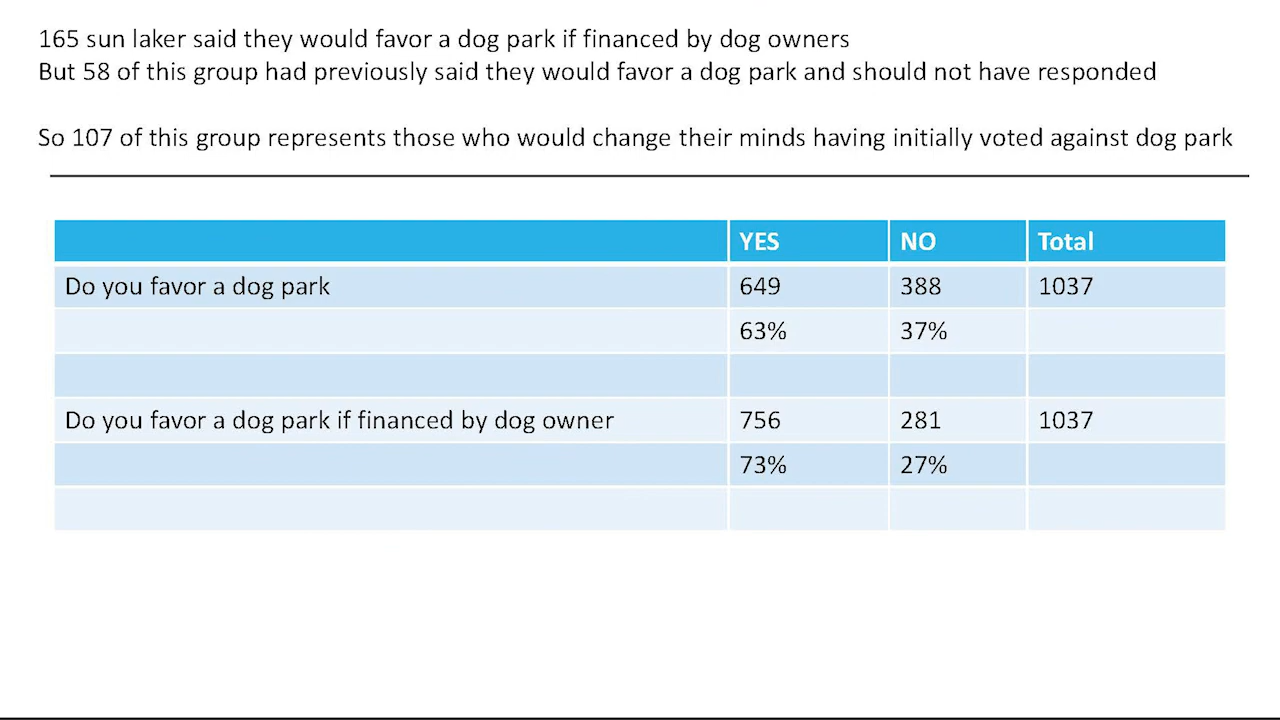 165 sun laker said they would favor a dog park if financed by dog owners
But 58 of this group had previously said they would favor a dog park and should not have responded
So 107 of this group represents those who would change their minds having initially voted against dog park
YES NO Total
Do you favor a dog park 649 388 1037
63% 37%
Do you favor a dog park if financed by dog owner 756 281 1037
73% 27%